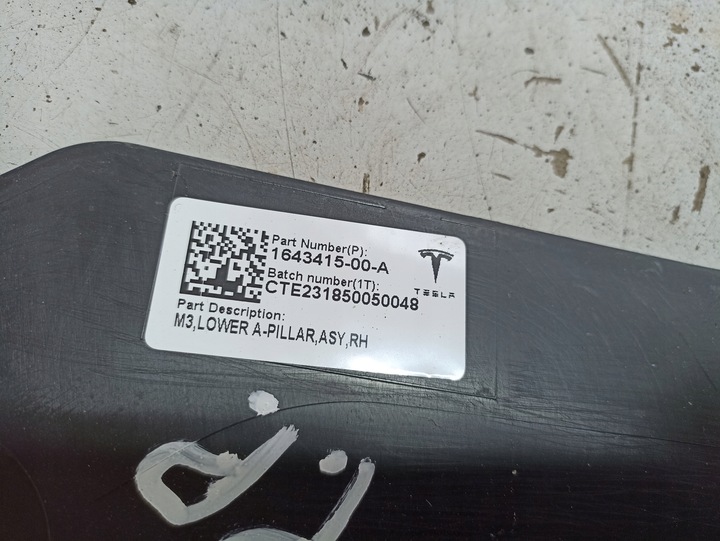 Part Number(P):
1643415-00-A
Batch number(1T):
CTE231850050048
TESLA
Part Description:
M3,LOWER A-PILLAR,ASY,RH